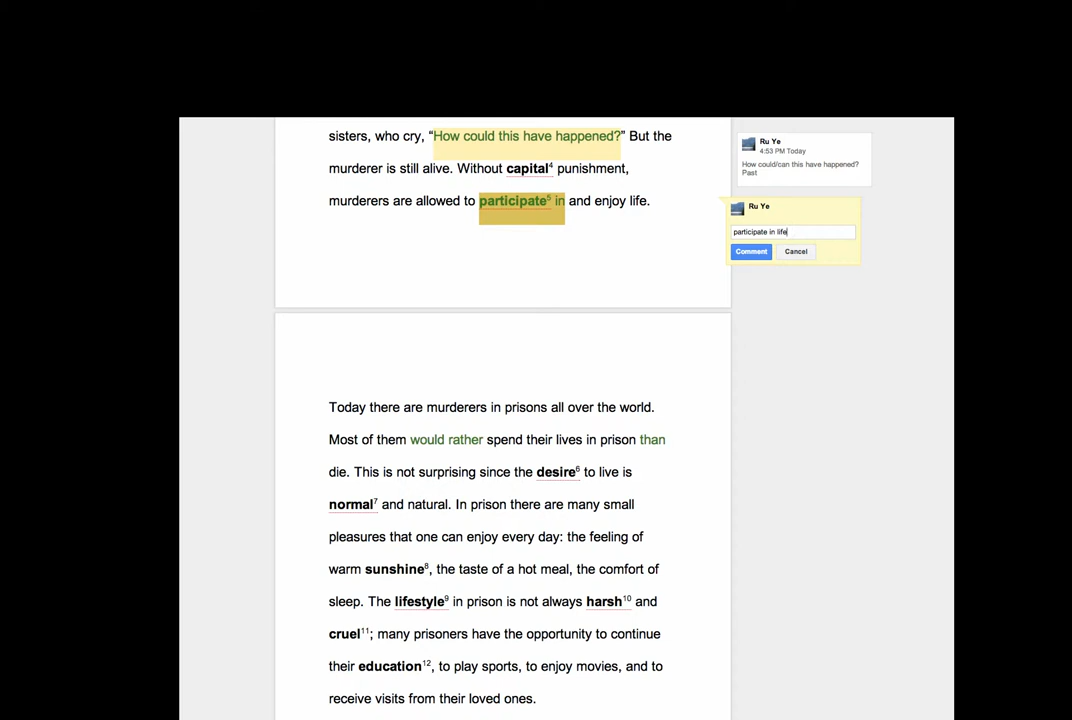 sisters, who cry, “How could this have happened?” But the
murderer is still alive. Without capital4 punishment,
murderers are allowed to participate5 in and enjoy life.
Ru Ye
4:53 PM Today
How could/can this have happened?
Past
Ru Ye
participate in life
Comment Cancel
Today there are murderers in prisons all over the world.
Most of them would rather spend their lives in prison than
die. This is not surprising since the desire6 to live is
normal7 and natural. In prison there are many small
pleasures that one can enjoy every day: the feeling of
warm sunshine8, the taste of a hot meal, the comfort of
sleep. The lifestyle9 in prison is not always harsh10 and
cruel11; many prisoners have the opportunity to continue
their education12, to play sports, to enjoy movies, and to
receive visits from their loved ones.